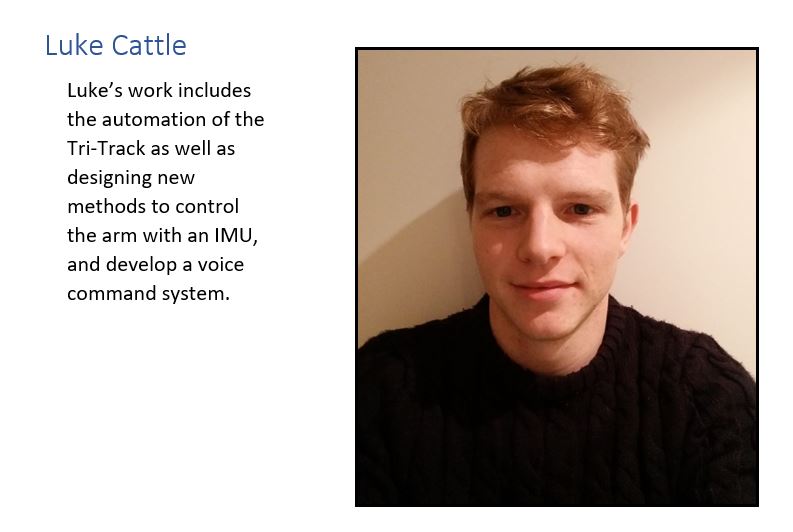 Luke Cattle
Luke’s work includes
the automation of the
Tri-Track as well as
designing new
methods to control
the arm with an IMU,
and develop a voice
command system.